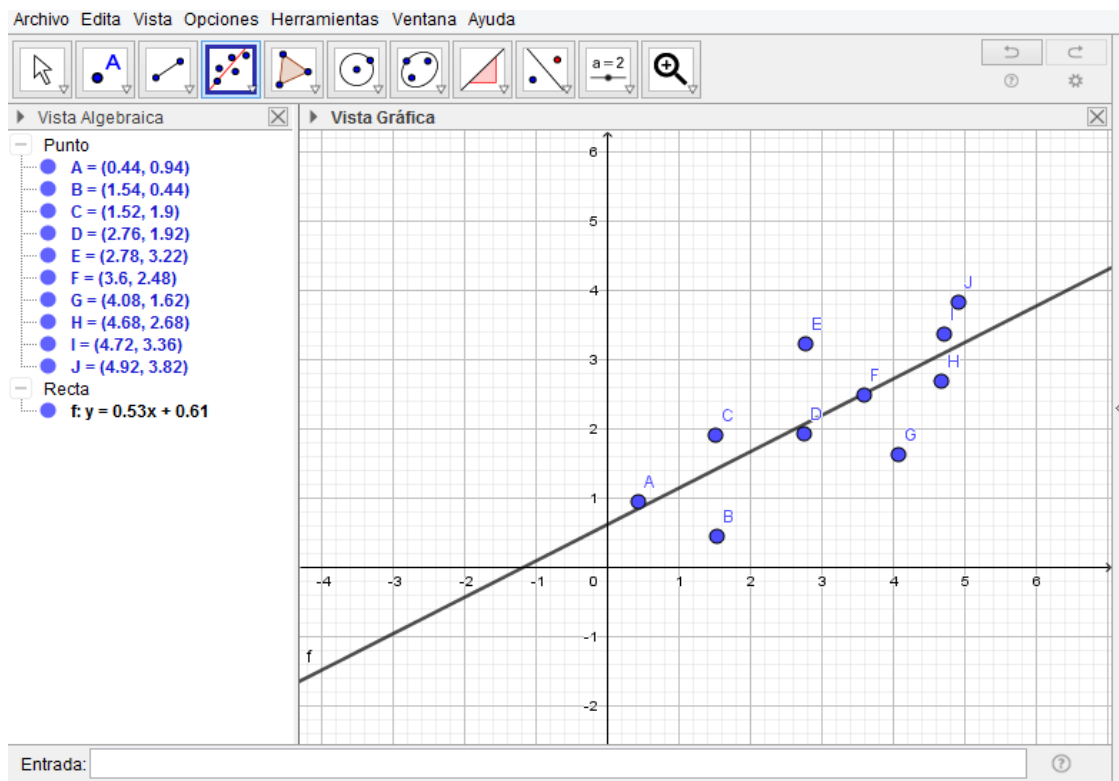 Archivo Edita Vista Opciones Herramientas Ventana Ayuda
A
a = 2
Vista Algebraica
Vista Gráfica
Punto
A = (0.44, 0.94)
B = (1.54, 0.44)
C = (1.52, 1.9)
D = (2.76, 1.92)
E = (2.78, 3.22)
F = (3.6, 2.48)
G = (4.08, 1.62)
H = (4.68, 2.68)
I = (4.72, 3.36)
J = (4.92, 3.82)
Recta
f: y = 0.53x + 0.61
6
5
4
3
2
1
-4 -3 -2 -1 0 1 2 3 4 5 6
-1
-2
J
I
E
H
F
D
C
G
A
B
f
Entrada: